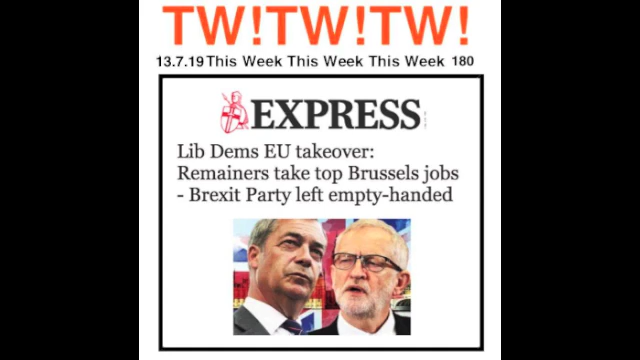 TW!TW!TW!
13.7.19 This Week This Week This Week 180
EXPRESS
Lib Dems EU takeover:
Remainers take top Brussels jobs
- Brexit Party left empty-handed